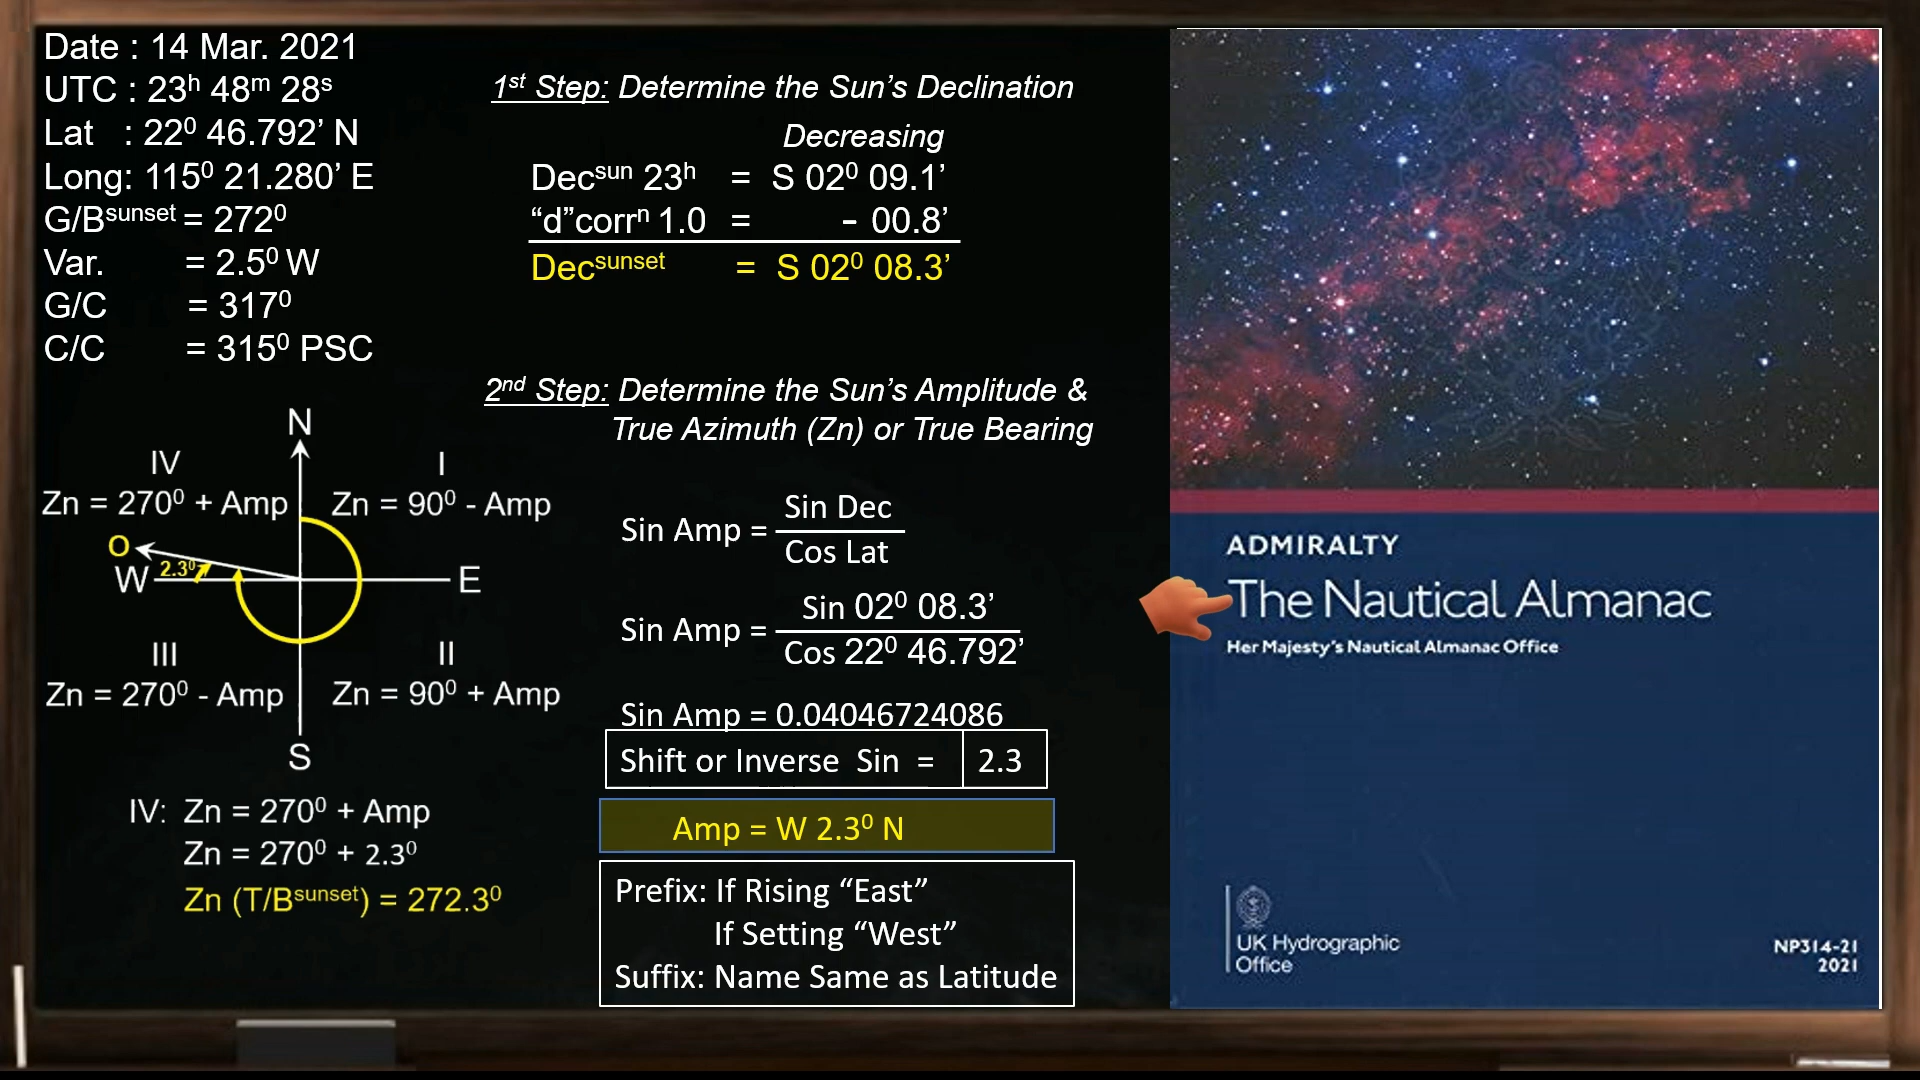 Date : 14 Mar. 2021
UTC : 23ʰ 48ᵐ 28ˢ
Lat : 22⁰ 46.792’ N
Long: 115⁰ 21.280’ E
G/Bˢᵘⁿˢᵉᵗ = 272⁰
Var. = 2.5⁰ W
G/C = 317⁰
C/C = 315⁰ PSC
N
IV
I
Zn = 270⁰ + Amp
Zn = 90⁰ - Amp
O
2.3⁰
W
E
III
II
Zn = 270⁰ - Amp
Zn = 90⁰ + Amp
S
IV: Zn = 270⁰ + Amp
Zn = 270⁰ + 2.3⁰
Zn (T/Bˢᵘⁿˢᵉᵗ) = 272.3⁰
1ˢᵗ Step: Determine the Sun’s Declination
Decreasing
Decˢᵘⁿ 23ʰ = S 02⁰ 09.1’
“d”corrⁿ 1.0 = - 00.8’
Decˢᵘⁿˢᵉᵗ = S 02⁰ 08.3’
2ⁿᵈ Step: Determine the Sun’s Amplitude &
True Azimuth (Zn) or True Bearing
Sin Amp = Sin Dec
Cos Lat
Sin Amp = Sin 02⁰ 08.3’
Cos 22⁰ 46.792’
Sin Amp = 0.04046724086
Shift or Inverse Sin = 2.3
Amp = W 2.3⁰ N
Prefix: If Rising “East”
If Setting “West”
Suffix: Name Same as Latitude
ADMIRALTY
The Nautical Almanac
Her Majesty’s Nautical Almanac Office
UK Hydrographic
Office
NP314-21
2021